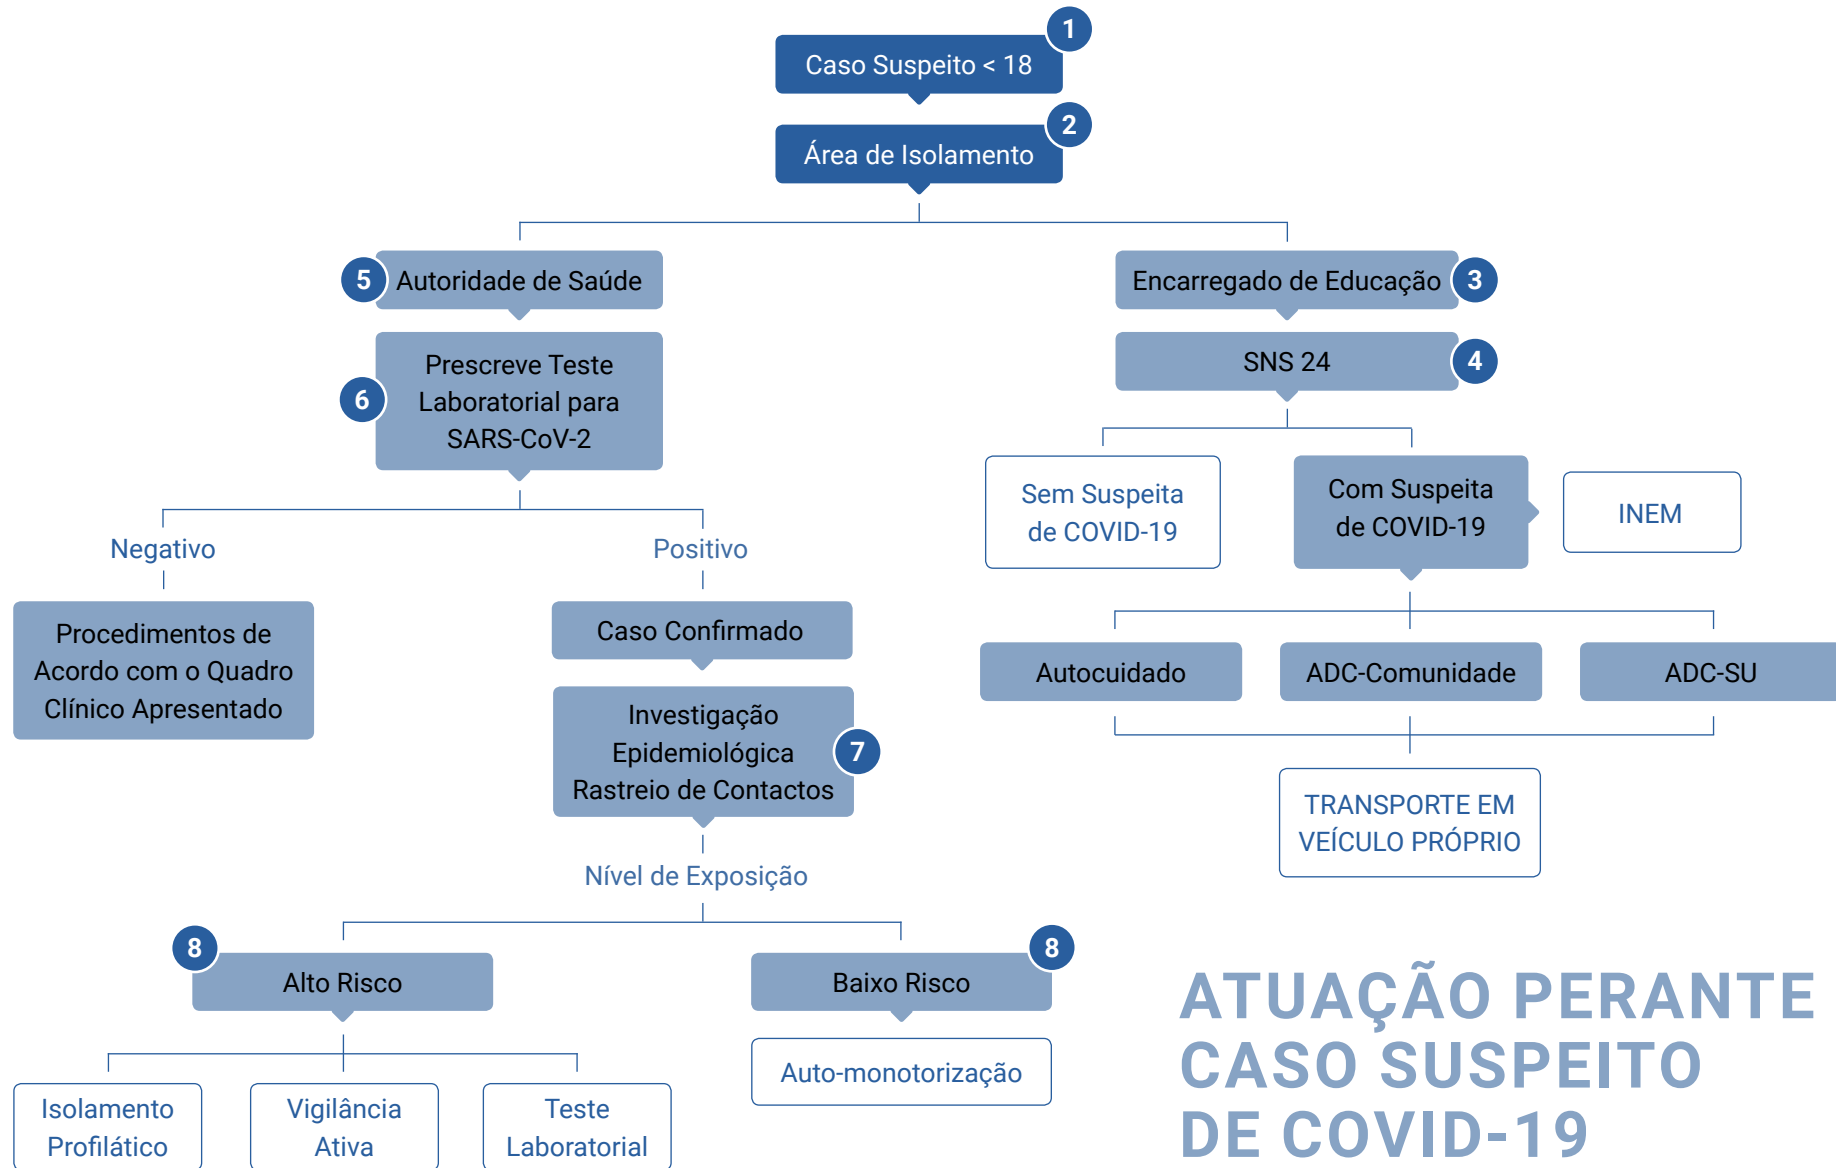 1
Caso Suspeito < 18
2
Área de Isolamento
5
Autoridade de Saúde
6
Prescreve Teste
Laboratorial para
SARS-CoV-2
Negativo
Positivo
Procedimentos de
Acordo com o Quadro
Clínico Apresentado
Caso Confirmado
Investigação
Epidemiológica
Rastreio de Contactos
7
Nível de Exposição
8
Alto Risco
8
Baixo Risco
Isolamento
Profilático
Vigilância
Ativa
Teste
Laboratorial
Auto-monotorização
Encarregado de Educação
3
SNS 24
4
Sem Suspeita
de COVID-19
Com Suspeita
de COVID-19
INEM
Autocuidado
ADC-Comunidade
ADC-SU
TRANSPORTE EM
VEÍCULO PRÓPRIO
ATUAÇÃO PERANTE
CASO SUSPEITO
DE COVID-19